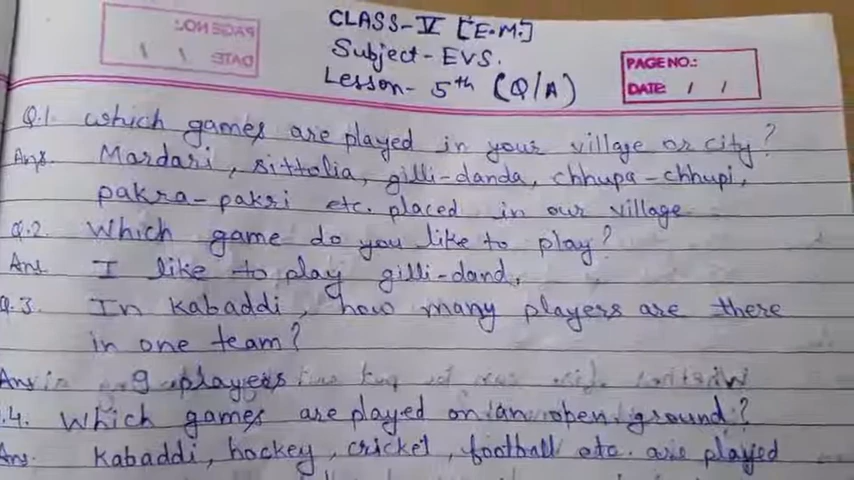 CLASS-V [E.M.]
Subject- EVS.
Lesson- 5th (Q/A)
PAGE NO.:
DATE: / /
Q.1 Which games are played in your village or city?
Ans. Mardari, sittolia, gilli-danda, chhupa-chhupi,
pakra-pakri etc. placed in our village
Q.2 Which game do you like to play?
Ans I like to play gilli-dand,
Q.3. In Kabaddi, how many players are there
in one team?
Ans 9 players
.4. Which games are played on an open ground?
Ans. Kabaddi, hockey, cricket, football etc. are played